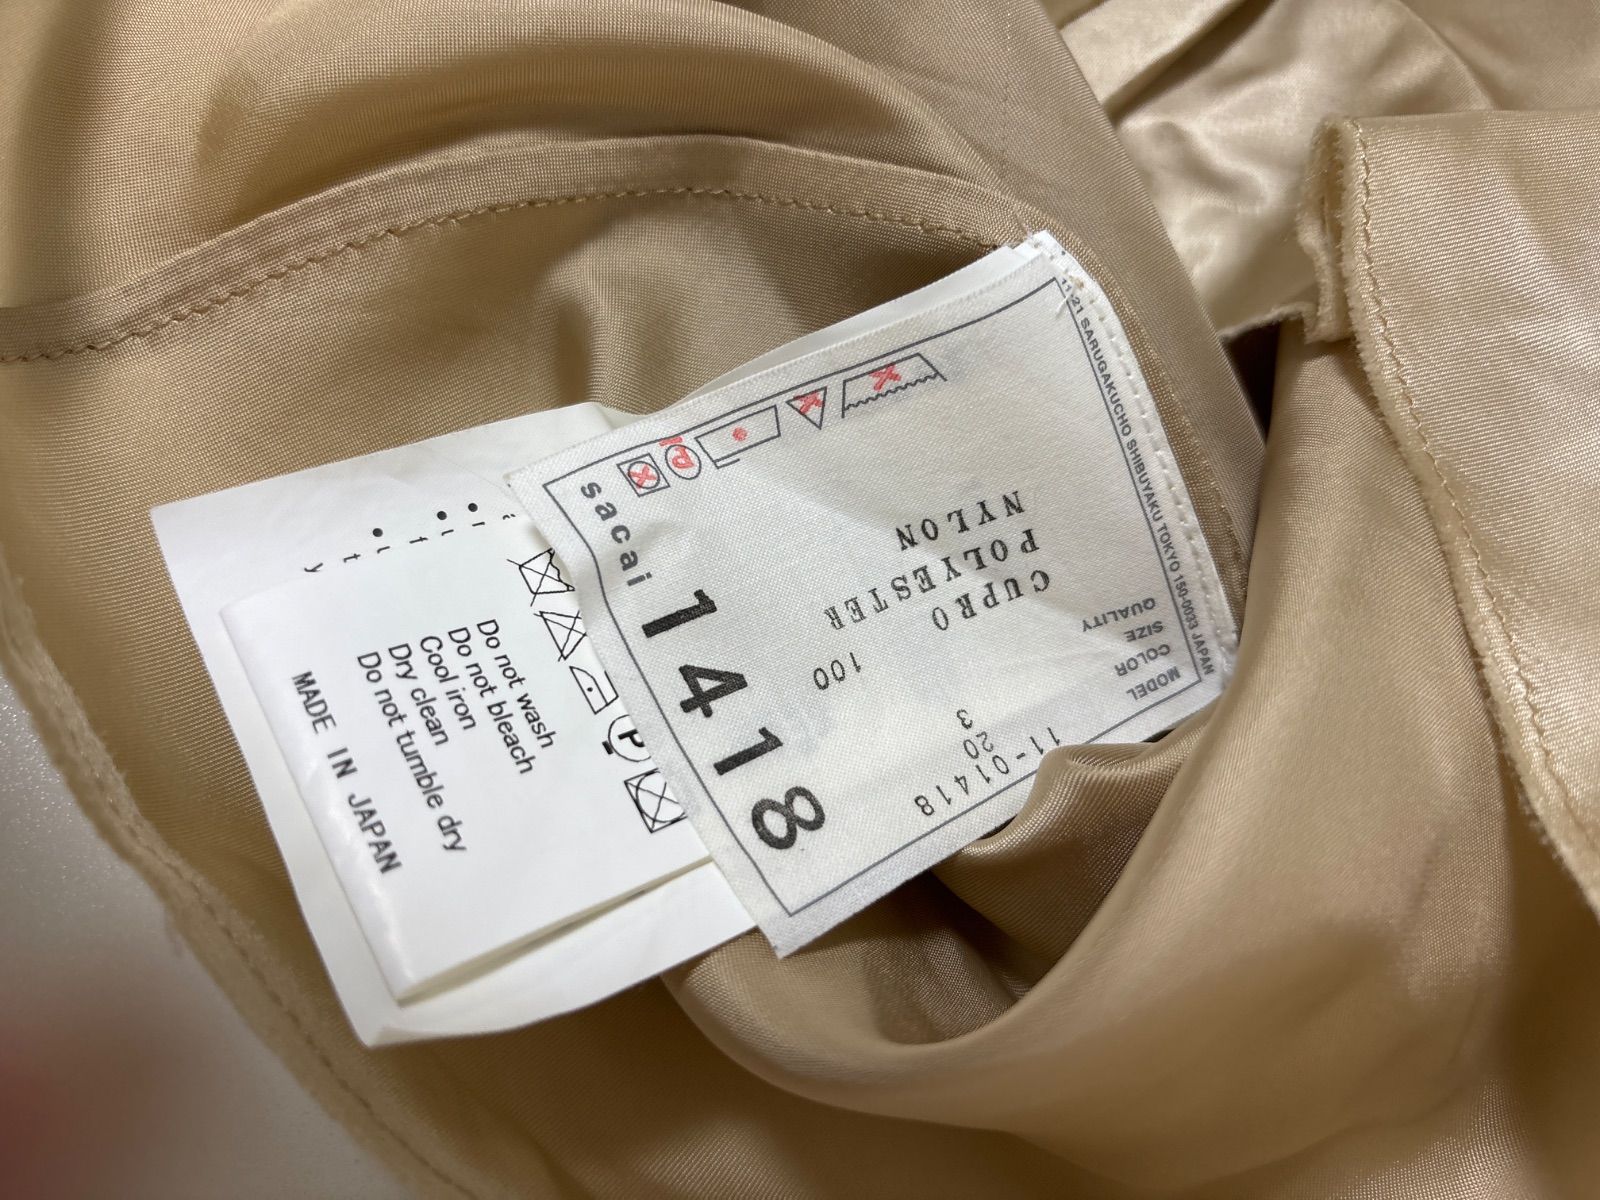 sacai
1418
11-21 SARUGAKUCHO SHIBUYAKU TOKYO 150-0033 JAPAN
MODEL 11-01418
COLOR 20
SIZE 3
QUALITY
CUPRO 100
POLYESTER
NYLON
P
Do not wash
Do not bleach
Cool iron
Dry clean
Do not tumble dry
MADE IN JAPAN
P